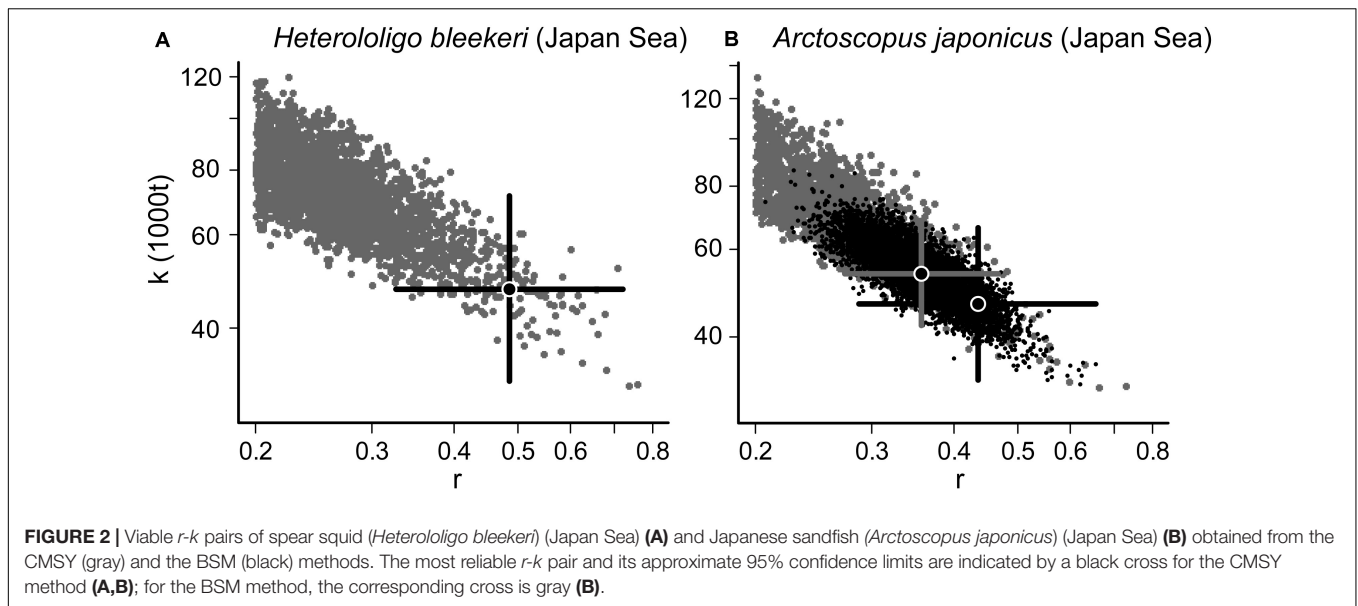 A
Heterololigo bleekeri (Japan Sea)
B
Arctoscopus japonicus (Japan Sea)
k (1000t)
120
80
60
40
0.2 0.3 0.4 0.5 0.6 0.8
r
120
80
60
40
0.2 0.3 0.4 0.5 0.6 0.8
r
FIGURE 2 | Viable r-k pairs of spear squid (Heterololigo bleekeri) (Japan Sea) (A) and Japanese sandfish (Arctoscopus japonicus) (Japan Sea) (B) obtained from the
CMSY (gray) and the BSM (black) methods. The most reliable r-k pair and its approximate 95% confidence limits are indicated by a black cross for the CMSY
method (A,B); for the BSM method, the corresponding cross is gray (B).